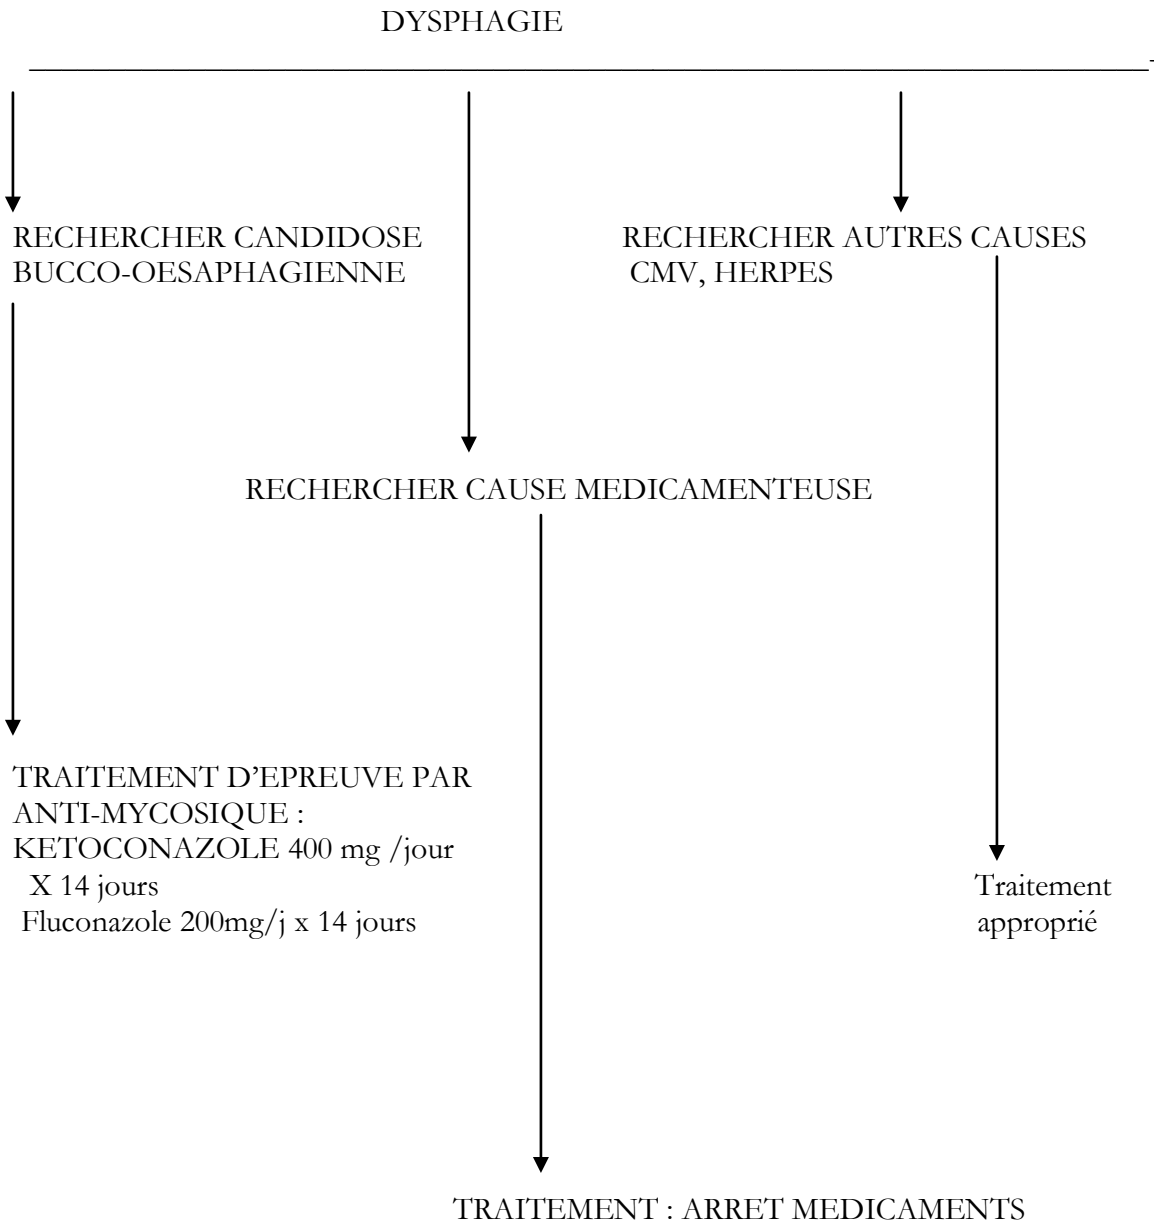 DYSPHAGIE
RECHERCHER CANDIDOSE
BUCCO-OESAPHAGIENNE
RECHERCHER AUTRES CAUSES
CMV, HERPES
RECHERCHER CAUSE MEDICAMENTEUSE
TRAITEMENT D’EPREUVE PAR
ANTI-MYCOSIQUE :
KETOCONAZOLE 400 mg /jour
X 14 jours
Fluconazole 200mg/j x 14 jours
Traitement
approprié
TRAITEMENT : ARRET MEDICAMENTS